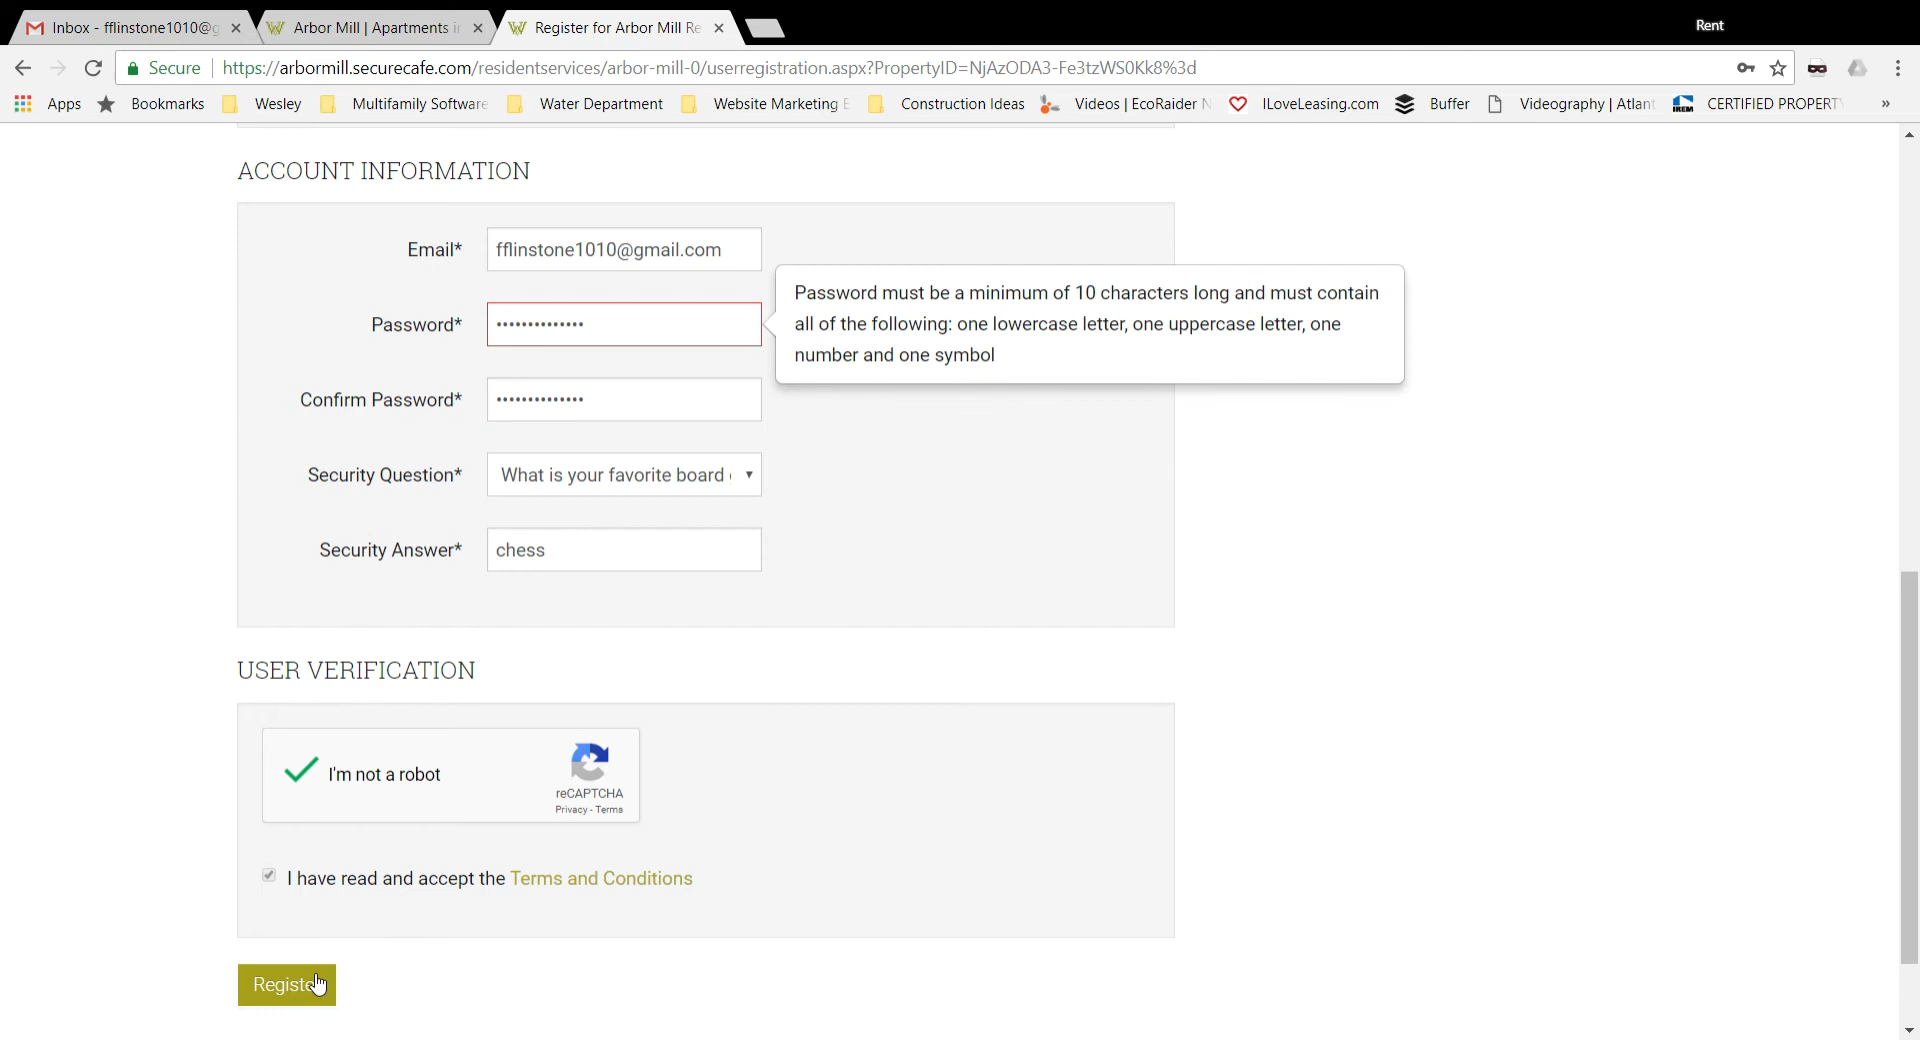 Inbox - fflinstone1010@g
Arbor Mill | Apartments in
Register for Arbor Mill Re
Rent
Secure
https://arbormill.securecafe.com/residentservices/arbor-mill-0/userregistration.aspx?PropertyID=NjAzODA3-Fe3tzWS0Kk8%3d
Apps
Bookmarks
Wesley
Multifamily Software
Water Department
Website Marketing E
Construction Ideas
Videos | EcoRaider N
ILoveLeasing.com
Buffer
Videography | Atlant
IREM
CERTIFIED PROPERTY
»
ACCOUNT INFORMATION
Email*
fflinstone1010@gmail.com
Password must be a minimum of 10 characters long and must contain
all of the following: one lowercase letter, one uppercase letter, one
number and one symbol
Password*
••••••••••••••
Confirm Password*
••••••••••••••
Security Question*
What is your favorite board
Security Answer*
chess
USER VERIFICATION
I'm not a robot
reCAPTCHA
Privacy - Terms
I have read and accept the Terms and Conditions
Register